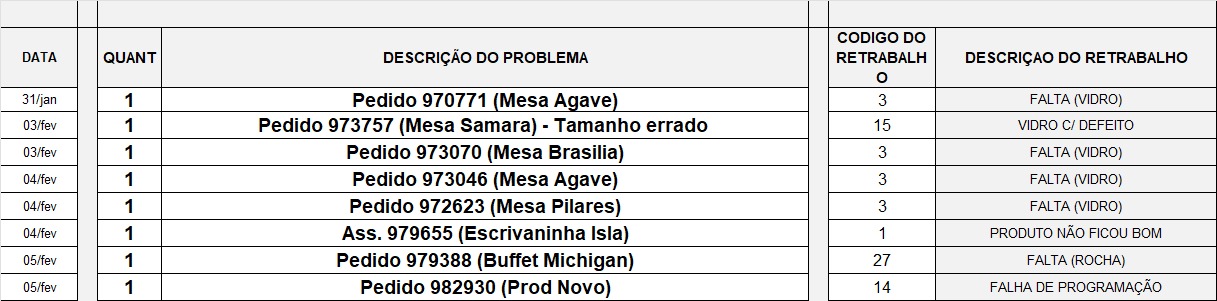 DATA QUANT DESCRIÇÃO DO PROBLEMA CODIGO DO RETRABALH O DESCRIÇAO DO RETRABALHO
31/jan 1 Pedido 970771 (Mesa Agave) 3 FALTA (VIDRO)
03/fev 1 Pedido 973757 (Mesa Samara) - Tamanho errado 15 VIDRO C/ DEFEITO
03/fev 1 Pedido 973070 (Mesa Brasilia) 3 FALTA (VIDRO)
04/fev 1 Pedido 973046 (Mesa Agave) 3 FALTA (VIDRO)
04/fev 1 Pedido 972623 (Mesa Pilares) 3 FALTA (VIDRO)
04/fev 1 Ass. 979655 (Escrivaninha Isla) 1 PRODUTO NÃO FICOU BOM
05/fev 1 Pedido 979388 (Buffet Michigan) 27 FALTA (ROCHA)
05/fev 1 Pedido 982930 (Prod Novo) 14 FALHA DE PROGRAMAÇÃO